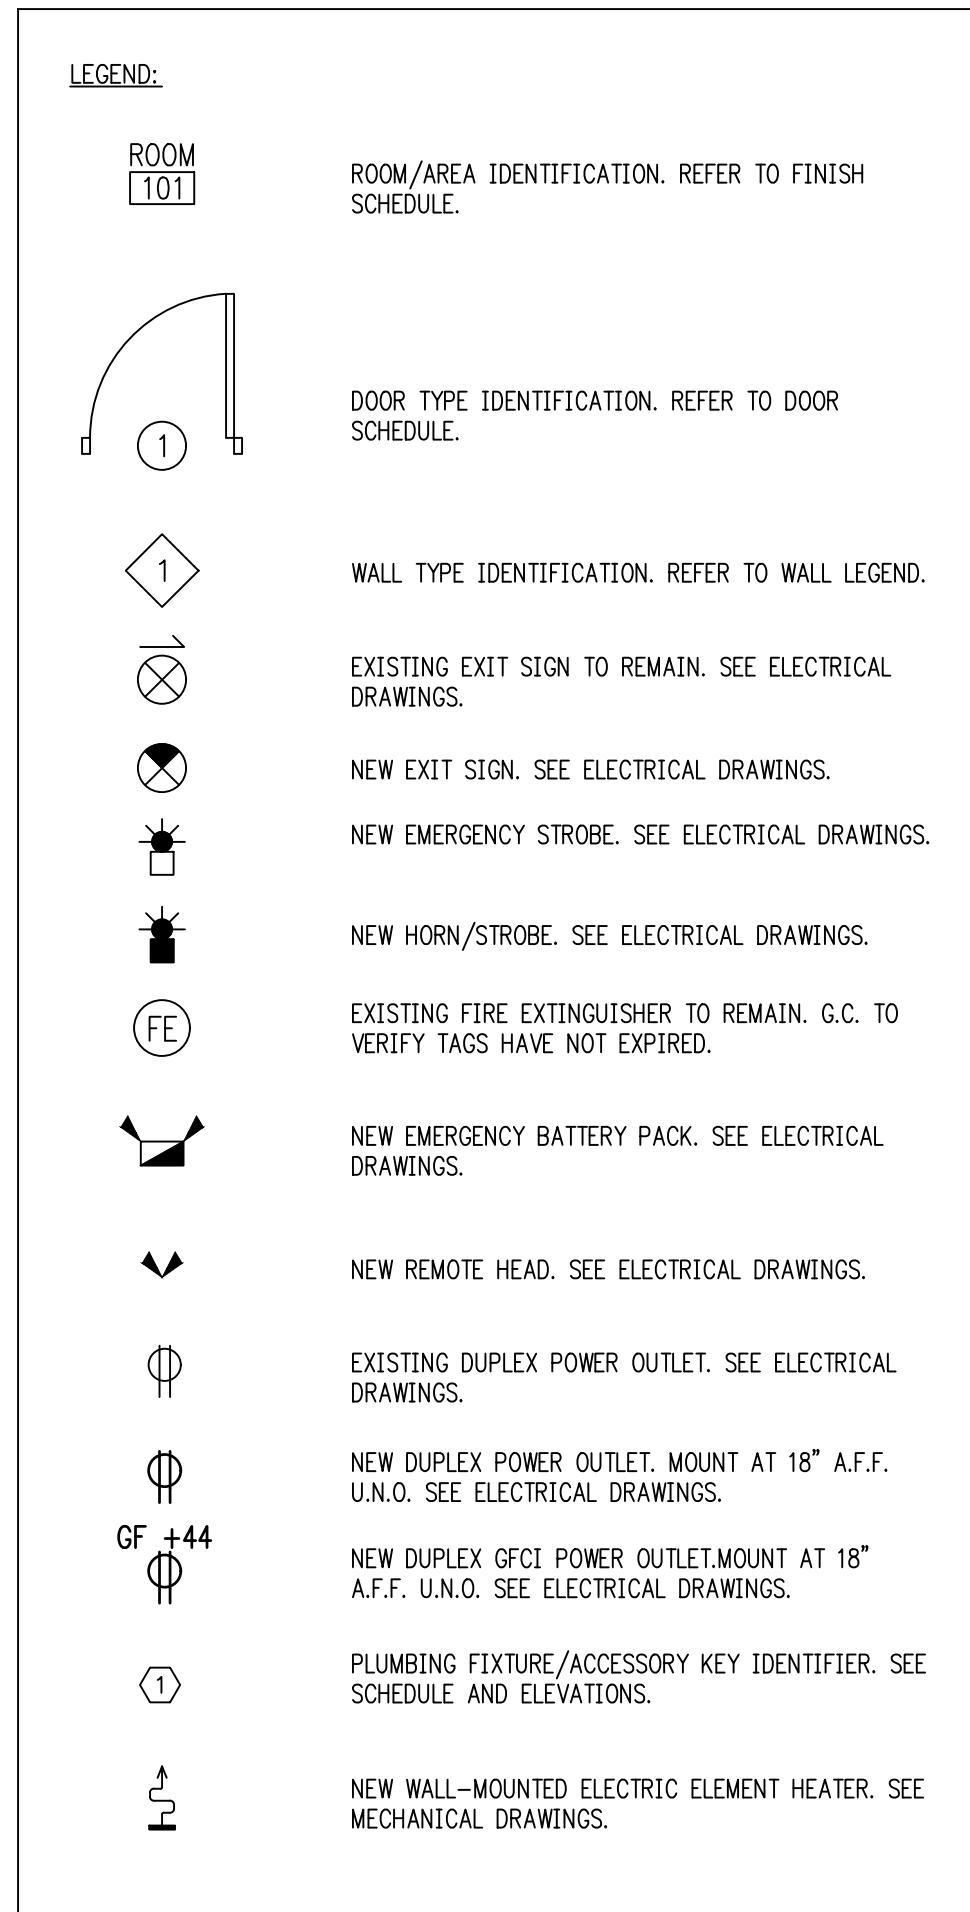 LEGEND:
ROOM
101
ROOM/AREA IDENTIFICATION. REFER TO FINISH
SCHEDULE.
1
DOOR TYPE IDENTIFICATION. REFER TO DOOR
SCHEDULE.
1
WALL TYPE IDENTIFICATION. REFER TO WALL LEGEND.
EXISTING EXIT SIGN TO REMAIN. SEE ELECTRICAL
DRAWINGS.
NEW EXIT SIGN. SEE ELECTRICAL DRAWINGS.
NEW EMERGENCY STROBE. SEE ELECTRICAL DRAWINGS.
NEW HORN/STROBE. SEE ELECTRICAL DRAWINGS.
FE
EXISTING FIRE EXTINGUISHER TO REMAIN. G.C. TO
VERIFY TAGS HAVE NOT EXPIRED.
NEW EMERGENCY BATTERY PACK. SEE ELECTRICAL
DRAWINGS.
NEW REMOTE HEAD. SEE ELECTRICAL DRAWINGS.
EXISTING DUPLEX POWER OUTLET. SEE ELECTRICAL
DRAWINGS.
NEW DUPLEX POWER OUTLET. MOUNT AT 18" A.F.F.
U.N.O. SEE ELECTRICAL DRAWINGS.
GF +44
NEW DUPLEX GFCI POWER OUTLET.MOUNT AT 18"
A.F.F. U.N.O. SEE ELECTRICAL DRAWINGS.
1
PLUMBING FIXTURE/ACCESSORY KEY IDENTIFIER. SEE
SCHEDULE AND ELEVATIONS.
NEW WALL-MOUNTED ELECTRIC ELEMENT HEATER. SEE
MECHANICAL DRAWINGS.